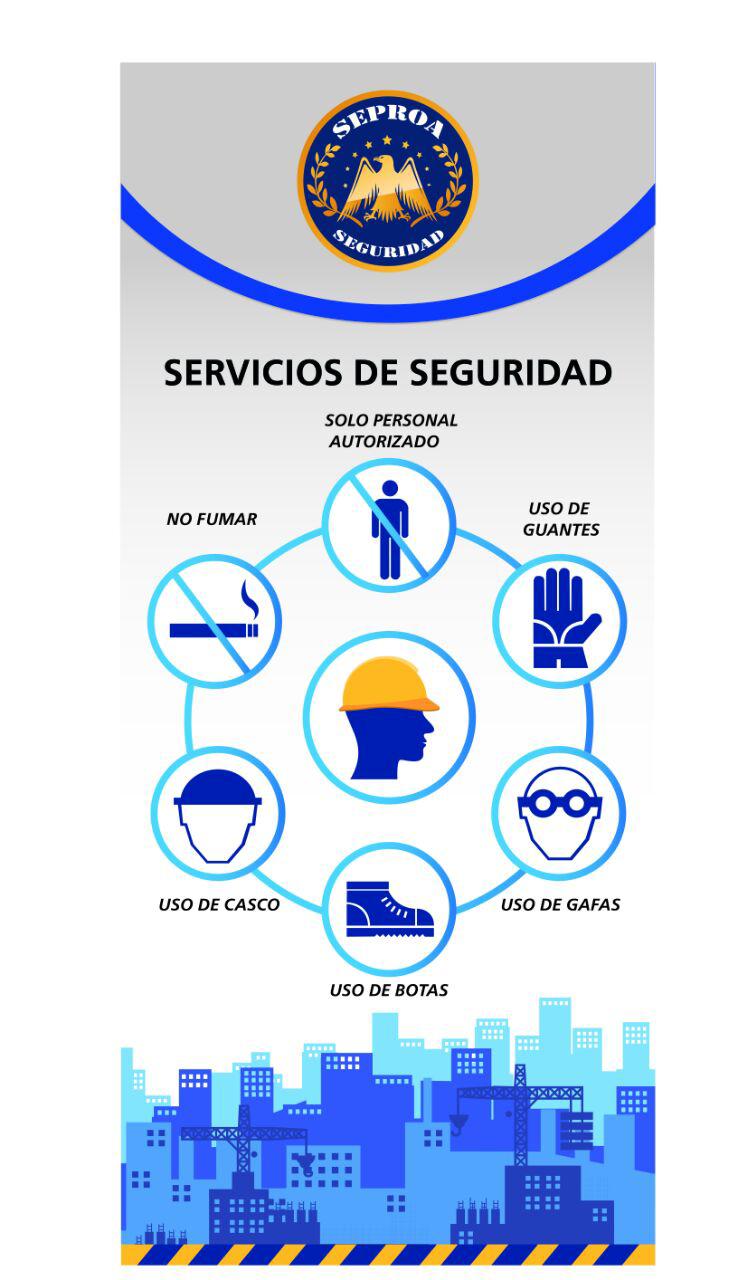 SEPROA
SEGURIDAD
SERVICIOS DE SEGURIDAD
SOLO PERSONAL
AUTORIZADO
NO FUMAR
USO DE
GUANTES
USO DE CASCO
USO DE GAFAS
USO DE BOTAS